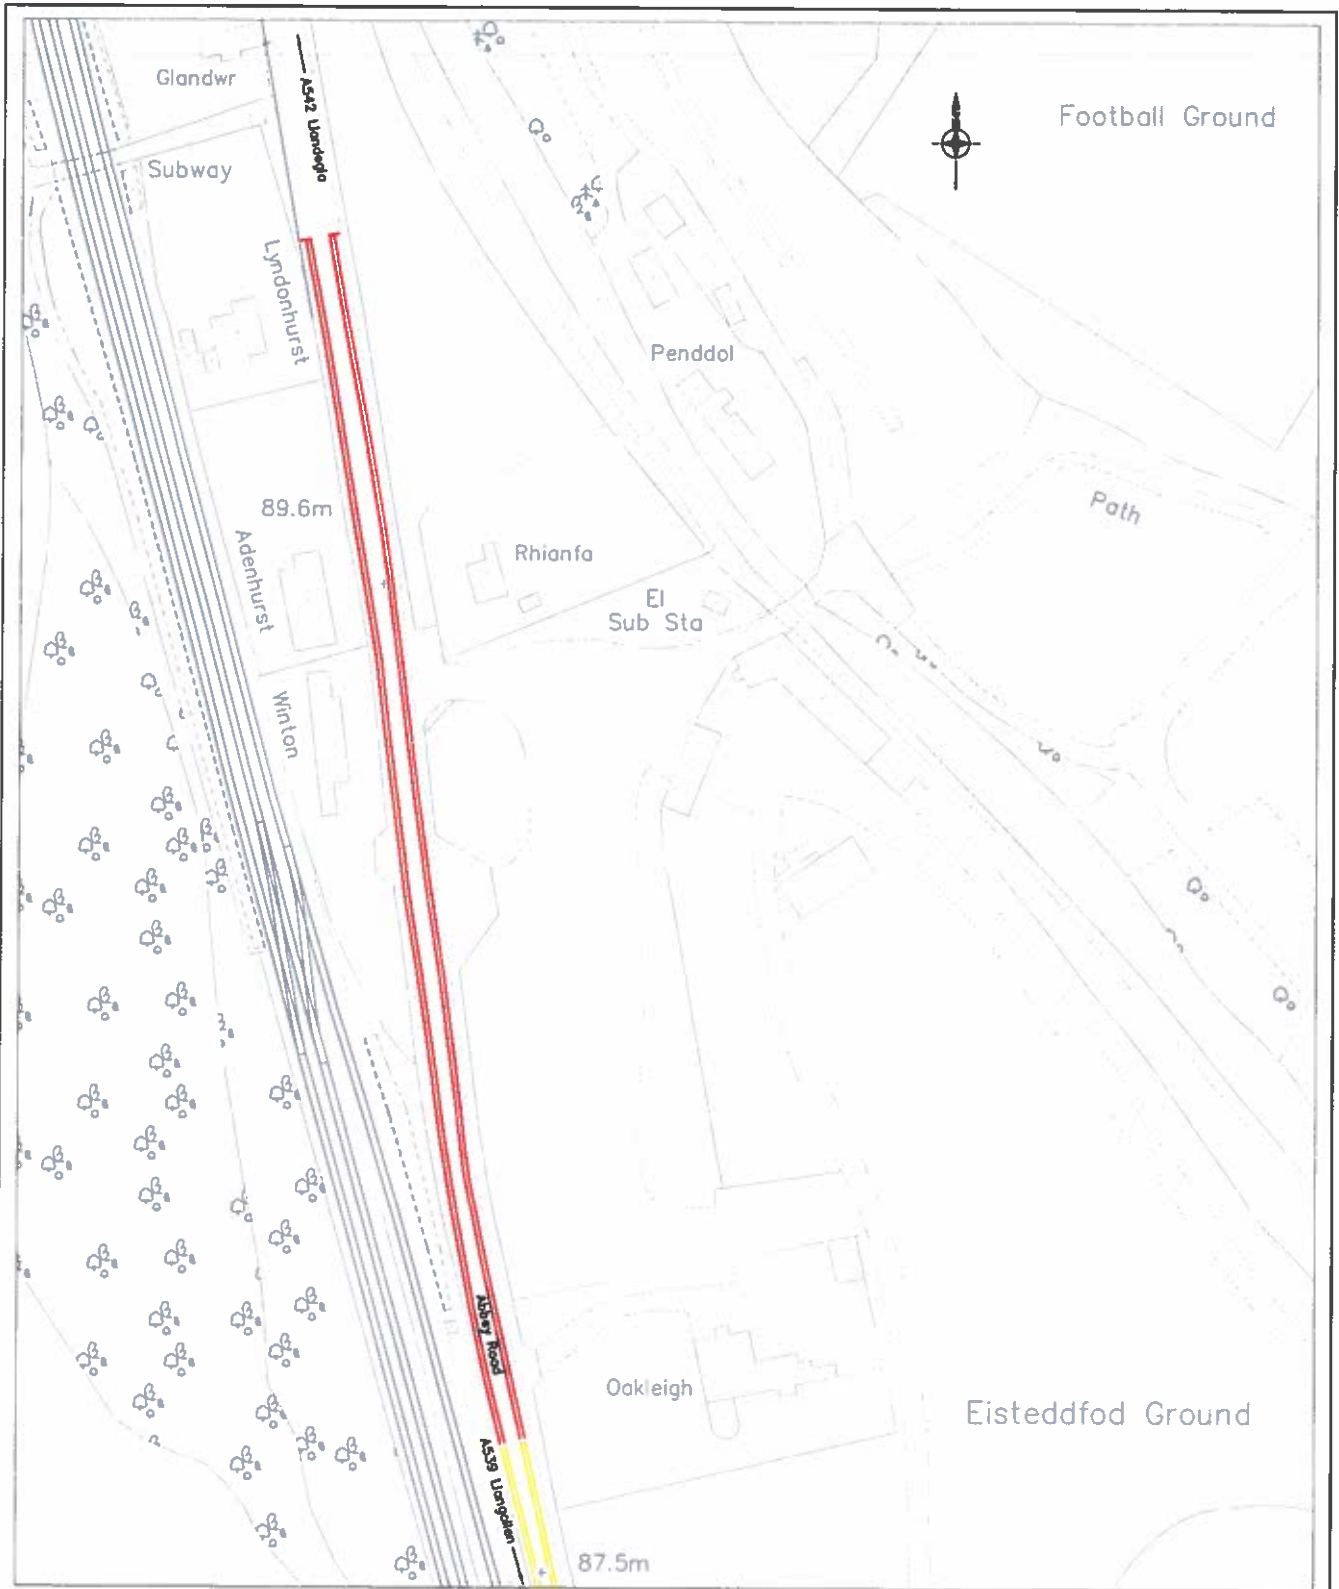 Glandwr
A542 Llandegla
Football Ground
Subway
Lyndonhurst
Penddol
89.6m
Path
Adenhurst
Rhianfa
El
Sub Sta
Winton
Abbey Road
Oakleigh
Eisteddfod Ground
A539 Llangollen
87.5m